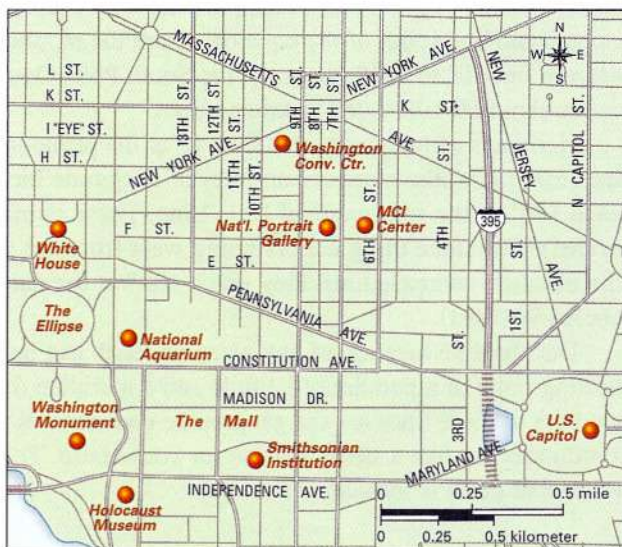 MASSACHUSETTS
AVE.
NEW YORK AVE.
NEW YORK AVE.
NEW
JERSEY
AVE.
N
W E
S
L ST.
K ST.
K ST.
I "EYE" ST.
H ST.
13TH ST.
12TH ST.
11TH ST.
10TH ST.
9TH ST.
8TH ST.
7TH ST.
6TH ST.
4TH ST.
395
1ST ST.
N CAPITOL ST.
Washington
Conv. Ctr.
White
House
F ST.
Nat'l. Portrait
Gallery
MCI
Center
E ST.
PENNSYLVANIA AVE.
The
Ellipse
National
Aquarium
CONSTITUTION AVE.
MADISON DR.
3RD ST.
Washington
Monument
The Mall
U.S.
Capitol
Smithsonian
Institution
MARYLAND AVE.
Holocaust
Museum
INDEPENDENCE AVE.
0 0.25 0.5 mile
0 0.25 0.5 kilometer